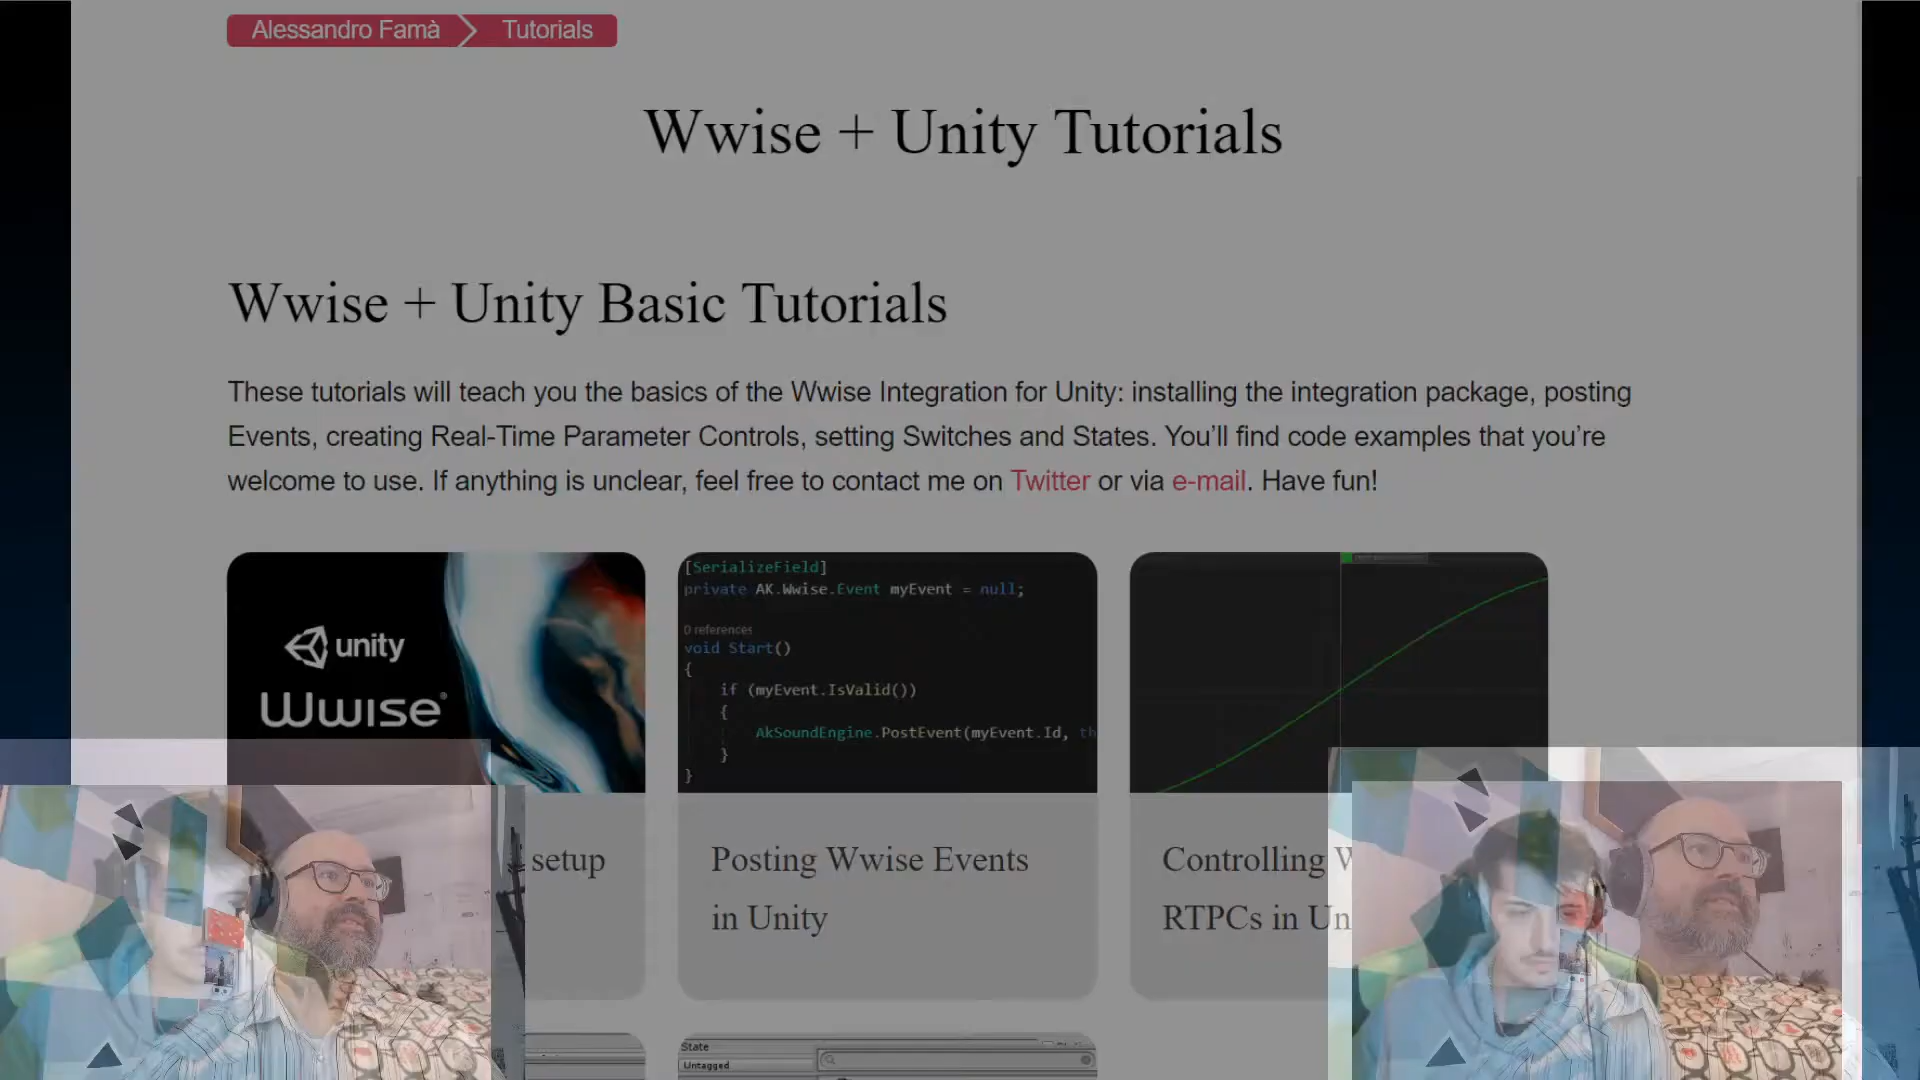 Alessandro Famà
Tutorials
Wwise + Unity Tutorials
Wwise + Unity Basic Tutorials
These tutorials will teach you the basics of the Wwise Integration for Unity: installing the integration package, posting
Events, creating Real-Time Parameter Controls, setting Switches and States. You’ll find code examples that you’re
welcome to use. If anything is unclear, feel free to contact me on Twitter or via e-mail. Have fun!
unity
Wwise
[SerializeField]
private AK.Wwise.Event myEvent = null;
0 references
void Start()
{
if (myEvent.IsValid())
{
AkSoundEngine.PostEvent(myEvent.Id, th
}
}
setup
Posting Wwise Events
in Unity
Controlling
RTPCs in Un
State
Untagged